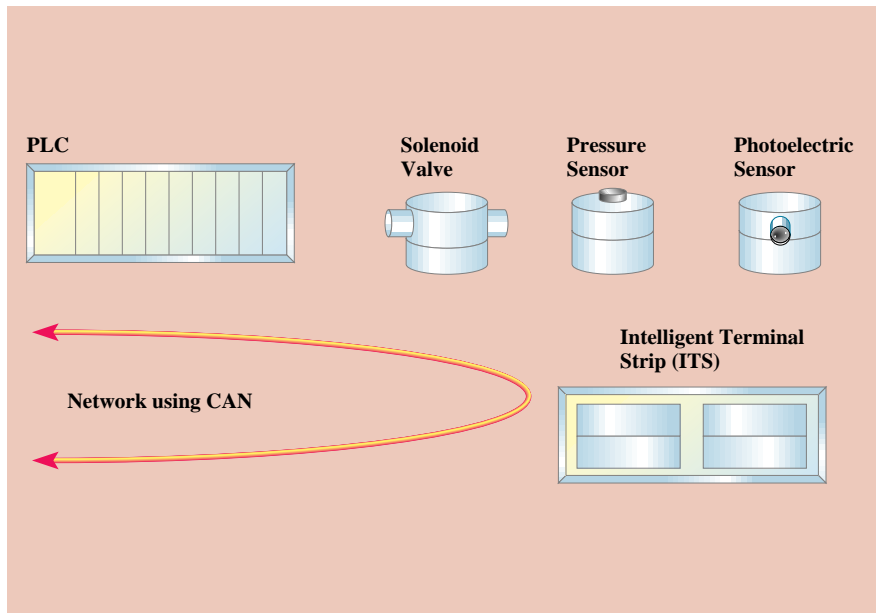 PLC
Solenoid
Valve
Pressure
Sensor
Photoelectric
Sensor
Intelligent Terminal
Strip (ITS)
Network using CAN